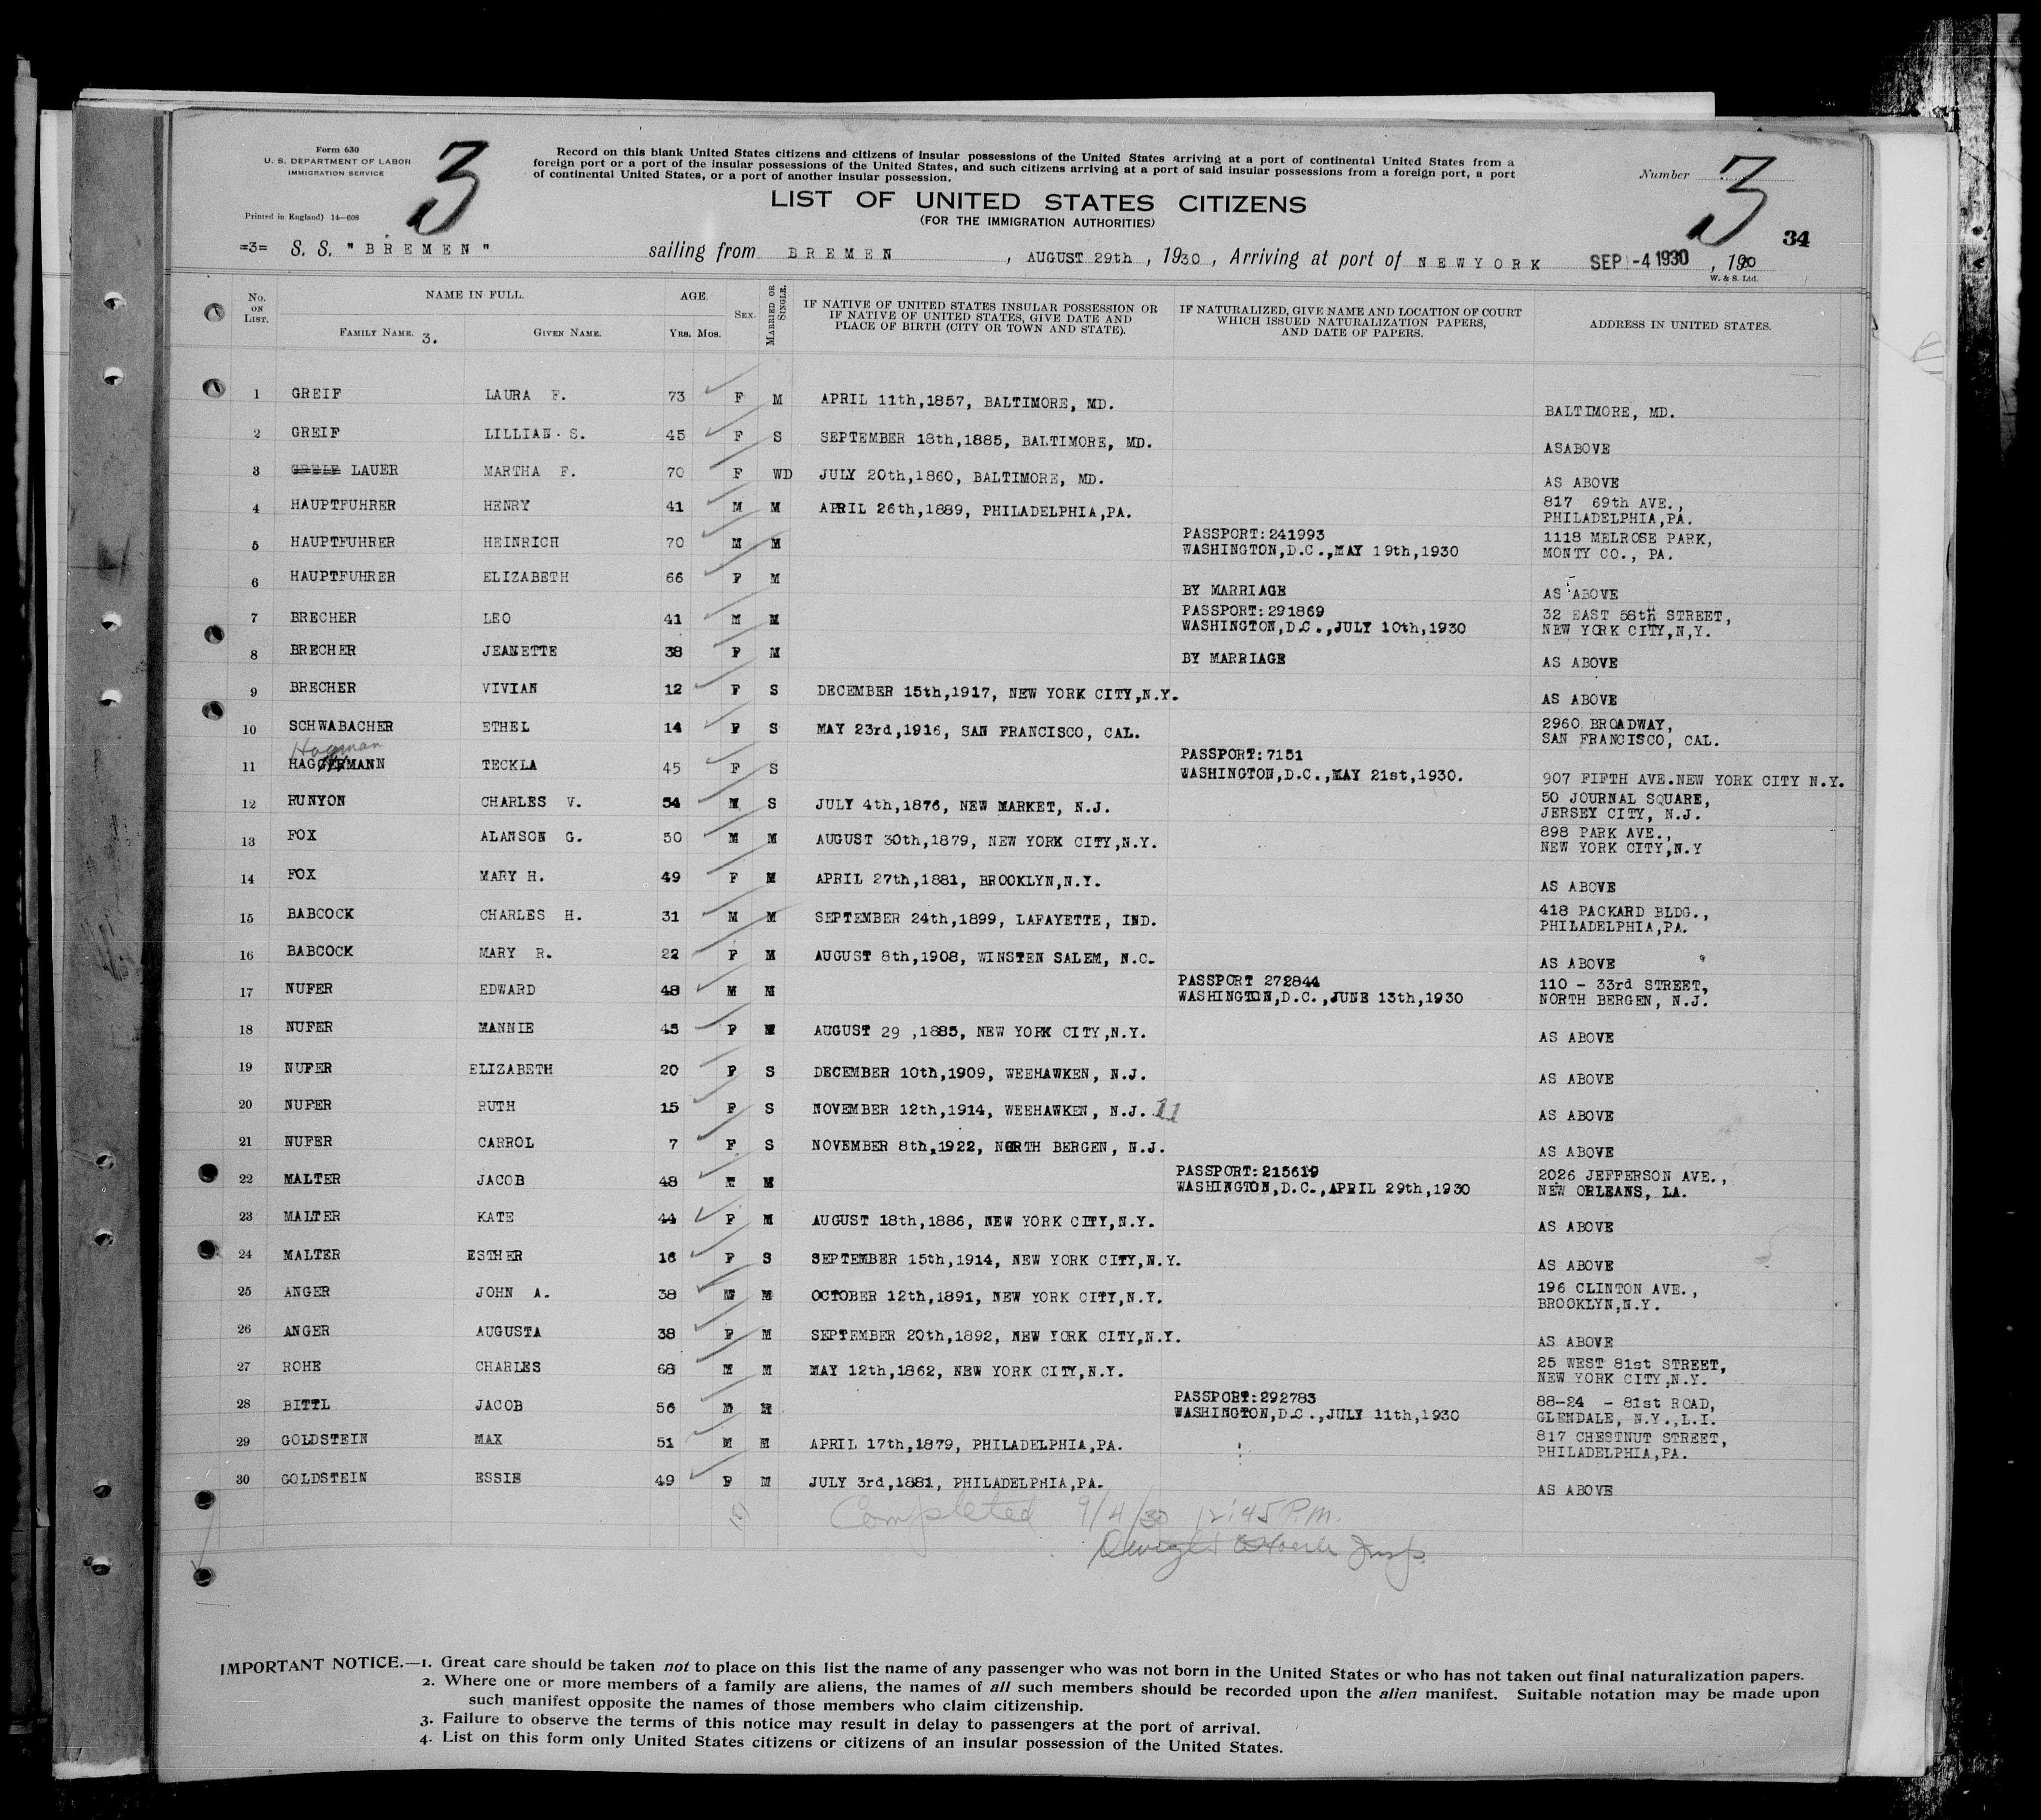 Form 630
U. S. DEPARTMENT OF LABOR
IMMIGRATION SERVICE
3
Record on this blank United States citizens and citizens of insular possessions of the United States arriving at a port of continental United States from a
foreign port or a port of the insular possessions of the United States, and such citizens arriving at a port of said insular possessions from a foreign port, a port
of continental United States, or a port of another insular possession.
Number 3
Printed in England) 14—608
LIST OF UNITED STATES CITIZENS
(FOR THE IMMIGRATION AUTHORITIES)
34
=3= S. S. "BREMEN" sailing from BREMEN, AUGUST 29th, 1930, Arriving at port of NEWYORK SEP -4 1930, 1930
W. & S. Ltd.
No. ON LIST. NAME IN FULL. FAMILY NAME. 3. GIVEN NAME. AGE. Yrs. Mos. SEX. MARRIED OR SINGLE. IF NATIVE OF UNITED STATES INSULAR POSSESSION OR IF NATIVE OF UNITED STATES, GIVE DATE AND PLACE OF BIRTH (CITY OR TOWN AND STATE). IF NATURALIZED, GIVE NAME AND LOCATION OF COURT WHICH ISSUED NATURALIZATION PAPERS, AND DATE OF PAPERS. ADDRESS IN UNITED STATES.
1 GREIF LAURA F. 73 F M APRIL 11th,1857, BALTIMORE, MD. BALTIMORE, MD.
2 GREIF LILLIAN S. 45 F S SEPTEMBER 18th,1885, BALTIMORE, MD. ASABOVE
3 GREIF LAUER MARTHA F. 70 F WD JULY 20th,1860, BALTIMORE, MD. AS ABOVE
4 HAUPTFUHRER HENRY 41 M M APRIL 26th,1889, PHILADELPHIA,PA. 817 69th AVE., PHILADELPHIA,PA.
5 HAUPTFUHRER HEINRICH 70 M M PASSPORT:241993 WASHINGTON,D.C.,MAY 19th,1930 1118 MELROSE PARK, MONTY CO., PA.
6 HAUPTFUHRER ELIZABETH 66 F M BY MARRIAGE AS ABOVE
7 BRECHER LEO 41 M M PASSPORT:291869 WASHINGTON,D.C.,JULY 10th,1930 32 EAST 58th STREET, NEW YORK CITY,N,Y.
8 BRECHER JEANETTE 38 F M BY MARRIAGE AS ABOVE
9 BRECHER VIVIAN 12 F S DECEMBER 15th,1917, NEW YORK CITY,N.Y. AS ABOVE
10 SCHWABACHER ETHEL 14 F S MAY 23rd,1916, SAN FRANCISCO, CAL. 2960 BROADWAY, SAN FRANCISCO, CAL.
Hagman
11 HAGGERMANN TECKLA 45 F S PASSPORT:7151 WASHINGTON,D.C.,MAY 21st,1930. 907 FIFTH AVE.NEW YORK CITY N.Y.
12 RUNYON CHARLES V. 54 M S JULY 4th,1876, NEW MARKET, N.J. 50 JOURNAL SQUARE, JERSEY CITY, N.J.
13 FOX ALANSON G. 50 M M AUGUST 30th,1879, NEW YORK CITY,N.Y. 898 PARK AVE., NEW YORK CITY,N.Y
14 FOX MARY H. 49 F M APRIL 27th,1881, BROOKLYN,N.Y. AS ABOVE
15 BABCOCK CHARLES H. 31 M M SEPTEMBER 24th,1899, LAFAYETTE, IND. 418 PACKARD BLDG., PHILADELPHIA,PA.
16 BABCOCK MARY R. 22 F M AUGUST 8th,1908, WINSTEN SALEM, N.C. AS ABOVE
17 NUFER EDWARD 48 M M PASSPORT 272844 WASHINGTON,D.C.,JUNE 13th,1930 110 - 33rd STREET, NORTH BERGEN, N.J.
18 NUFER MANNIE 45 F M AUGUST 29 ,1885, NEW YORK CITY,N.Y. AS ABOVE
19 NUFER ELIZABETH 20 F S DECEMBER 10th,1909, WEEHAWKEN, N.J. AS ABOVE
20 NUFER RUTH 15 F S NOVEMBER 12th,1914, WEEHAWKEN, N.J. 11 AS ABOVE
21 NUFER CARROL 7 F S NOVEMBER 8th,1922, NORTH BERGEN, N.J. AS ABOVE
22 MALTER JACOB 48 M M PASSPORT:215619 WASHINGTON,D.C.,APRIL 29th,1930 2026 JEFFERSON AVE., NEW ORLEANS, LA.
23 MALTER KATE 44 F M AUGUST 18th,1886, NEW YORK CITY,N.Y. AS ABOVE
24 MALTER ESTHER 16 F S SEPTEMBER 15th,1914, NEW YORK CITY,N.Y. AS ABOVE
25 ANGER JOHN A. 38 M M OCTOBER 12th,1891, NEW YORK CITY,N.Y. 196 CLINTON AVE., BROOKLYN,N.Y.
26 ANGER AUGUSTA 38 F M SEPTEMBER 20th,1892, NEW YORK CITY,N.Y. AS ABOVE
27 ROHE CHARLES 68 M M MAY 12th,1862, NEW YORK CITY,N.Y. 25 WEST 81st STREET, NEW YORK CITY,N.Y.
28 BITTL JACOB 56 M M PASSPORT:292783 WASHINGTON,D.C.,JULY 11th,1930 88-24 - 81st ROAD, GLENDALE, N.Y.,L.I.
29 GOLDSTEIN MAX 51 M M APRIL 17th,1879, PHILADELPHIA,PA. 817 CHESTNUT STREET, PHILADELPHIA,PA.
30 GOLDSTEIN ESSIE 49 F M JULY 3rd,1881, PHILADELPHIA,PA. AS ABOVE
Completed 9/4/30 12:45 P.M.
Dwight Insp.
IMPORTANT NOTICE.—1. Great care should be taken not to place on this list the name of any passenger who was not born in the United States or who has not taken out final naturalization papers.
2. Where one or more members of a family are aliens, the names of all such members should be recorded upon the alien manifest. Suitable notation may be made upon
such manifest opposite the names of those members who claim citizenship.
3. Failure to observe the terms of this notice may result in delay to passengers at the port of arrival.
4. List on this form only United States citizens or citizens of an insular possession of the United States.